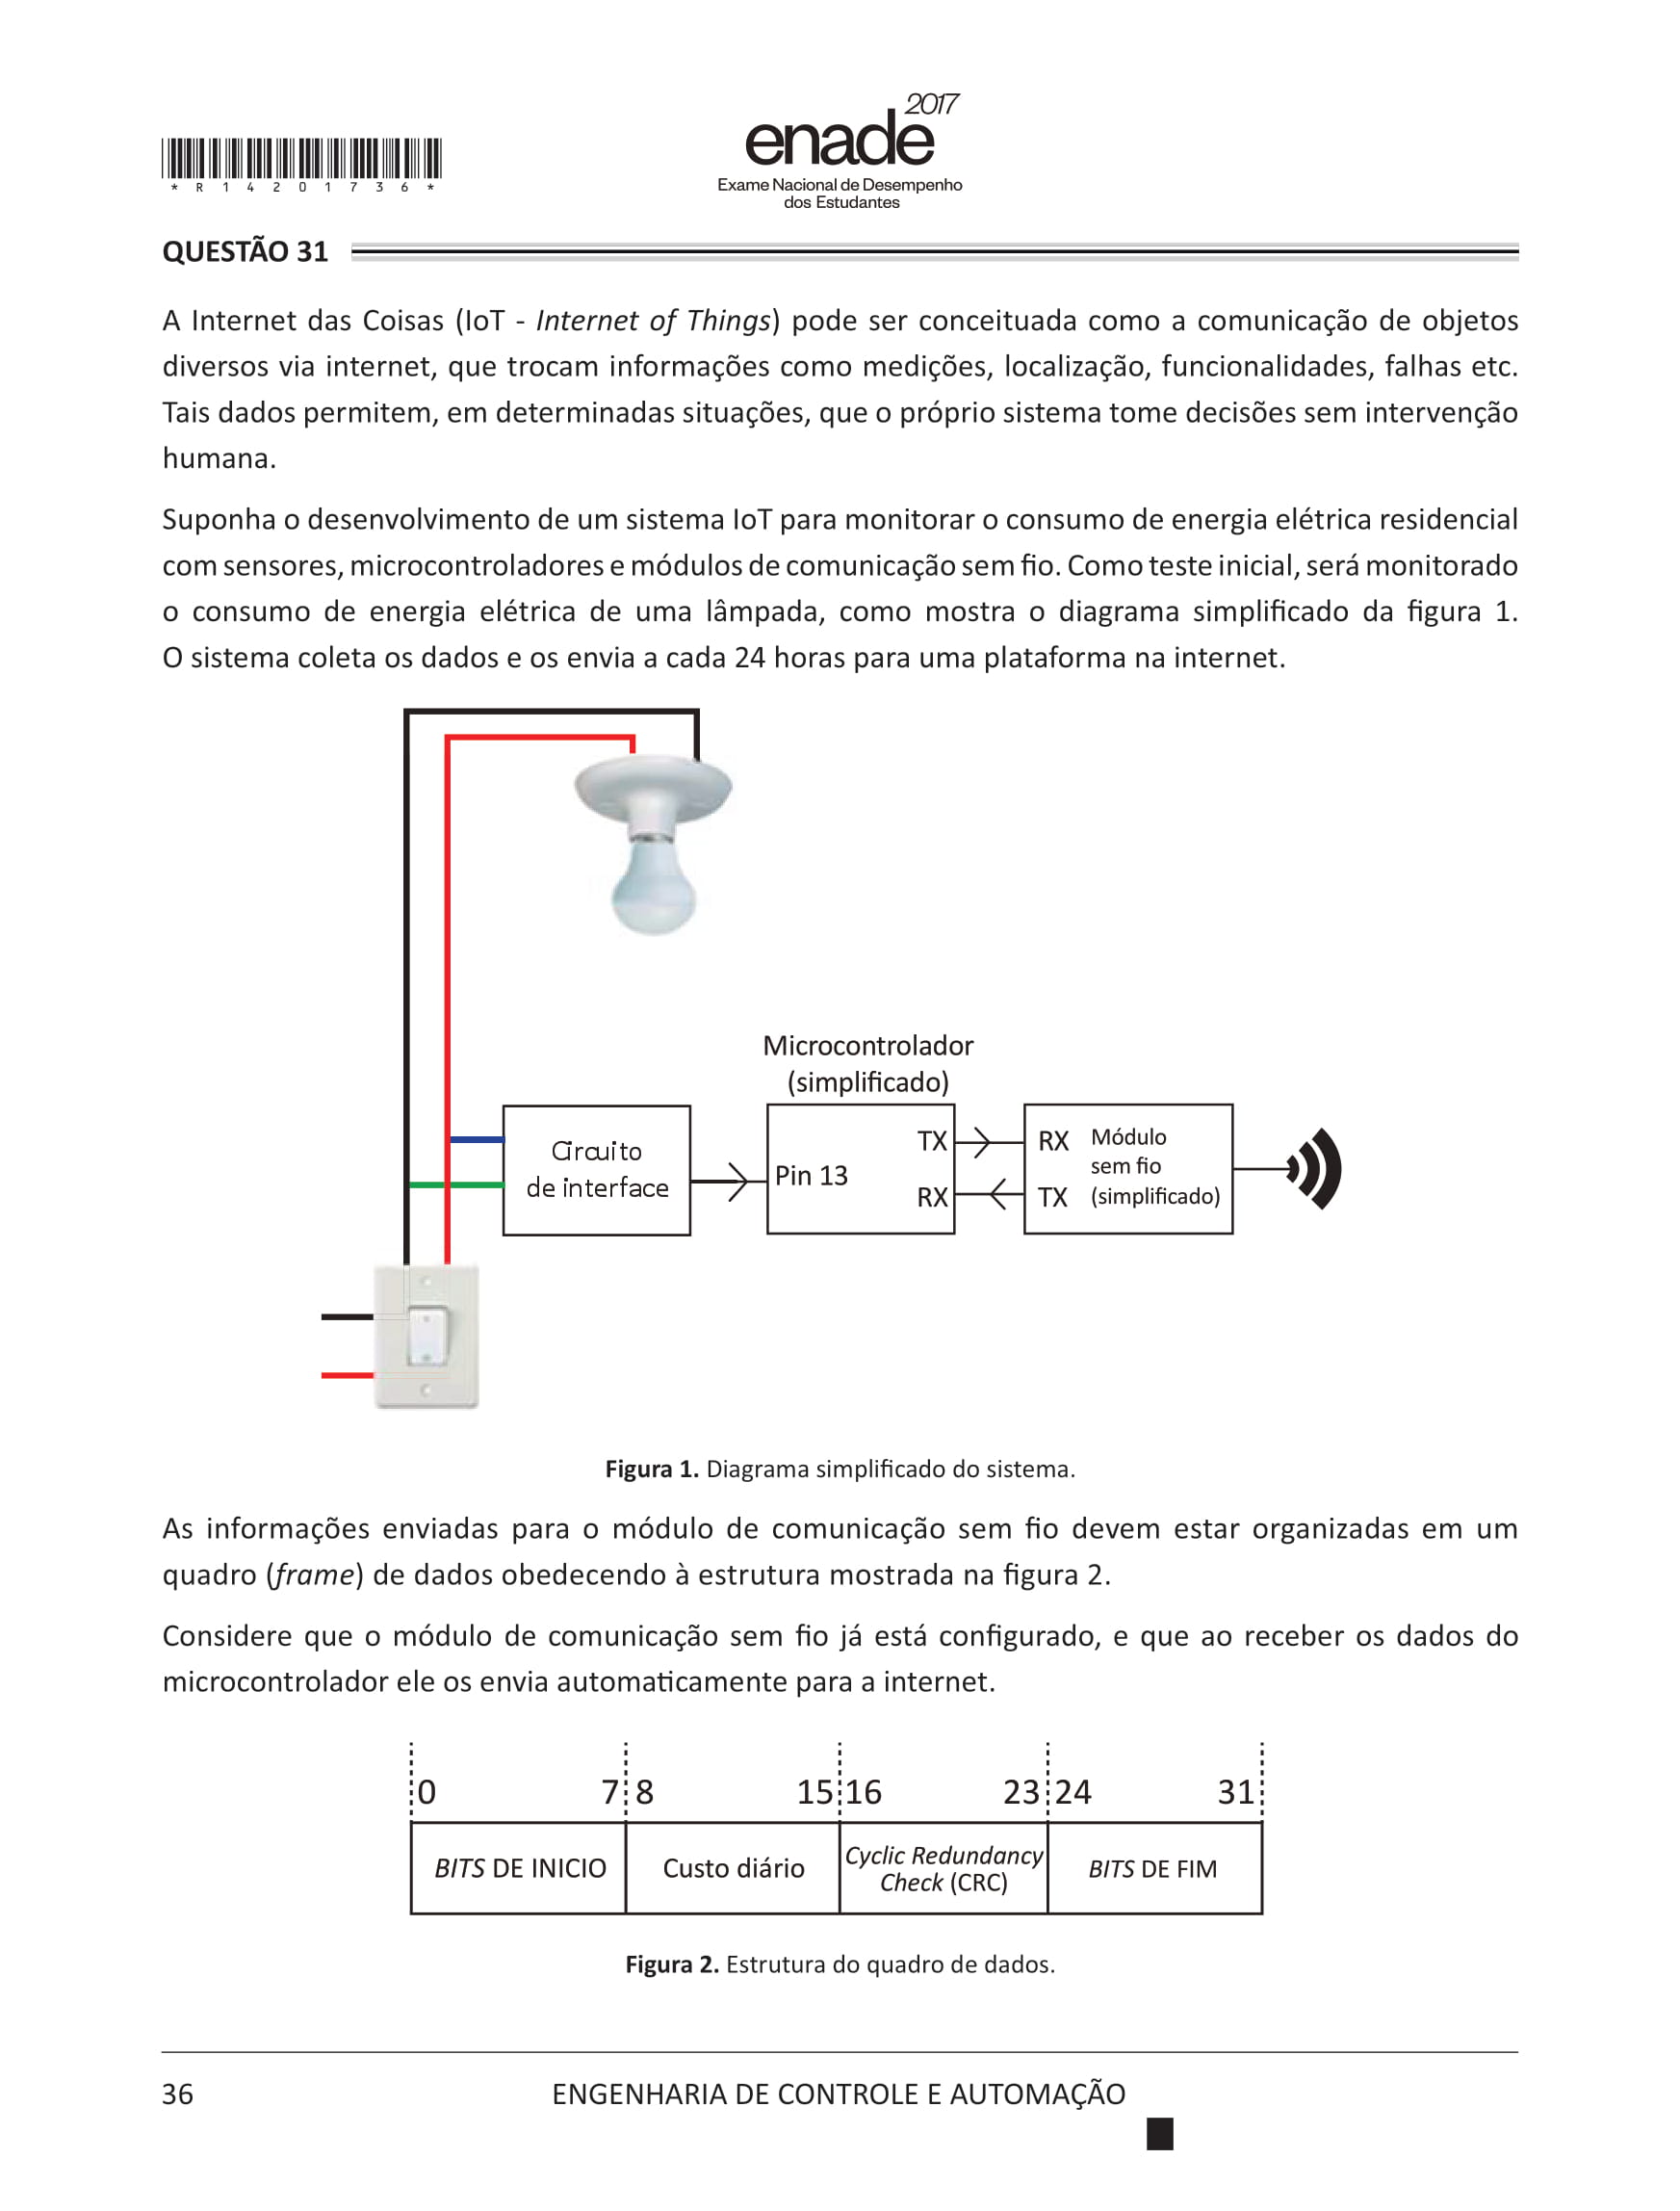 enade 2017
Exame Nacional de Desempenho
dos Estudantes
* R 1 4 2 0 1 7 3 6 *
QUESTÃO 31
A Internet das Coisas (IoT - Internet of Things) pode ser conceituada como a comunicação de objetos
diversos via internet, que trocam informações como medições, localização, funcionalidades, falhas etc.
Tais dados permitem, em determinadas situações, que o próprio sistema tome decisões sem intervenção
humana.
Suponha o desenvolvimento de um sistema IoT para monitorar o consumo de energia elétrica residencial
com sensores, microcontroladores e módulos de comunicação sem fio. Como teste inicial, será monitorado
o consumo de energia elétrica de uma lâmpada, como mostra o diagrama simplificado da figura 1.
O sistema coleta os dados e os envia a cada 24 horas para uma plataforma na internet.
Microcontrolador
(simplificado)
Circuito
de interface
Pin 13
TX
RX
RX
TX
Módulo
sem fio
(simplificado)
Figura 1. Diagrama simplificado do sistema.
As informações enviadas para o módulo de comunicação sem fio devem estar organizadas em um
quadro (frame) de dados obedecendo à estrutura mostrada na figura 2.
Considere que o módulo de comunicação sem fio já está configurado, e que ao receber os dados do
microcontrolador ele os envia automaticamente para a internet.
0 7 8 15 16 23 24 31
BITS DE INICIO
Custo diário
Cyclic Redundancy
Check (CRC)
BITS DE FIM
Figura 2. Estrutura do quadro de dados.
36
ENGENHARIA DE CONTROLE E AUTOMAÇÃO